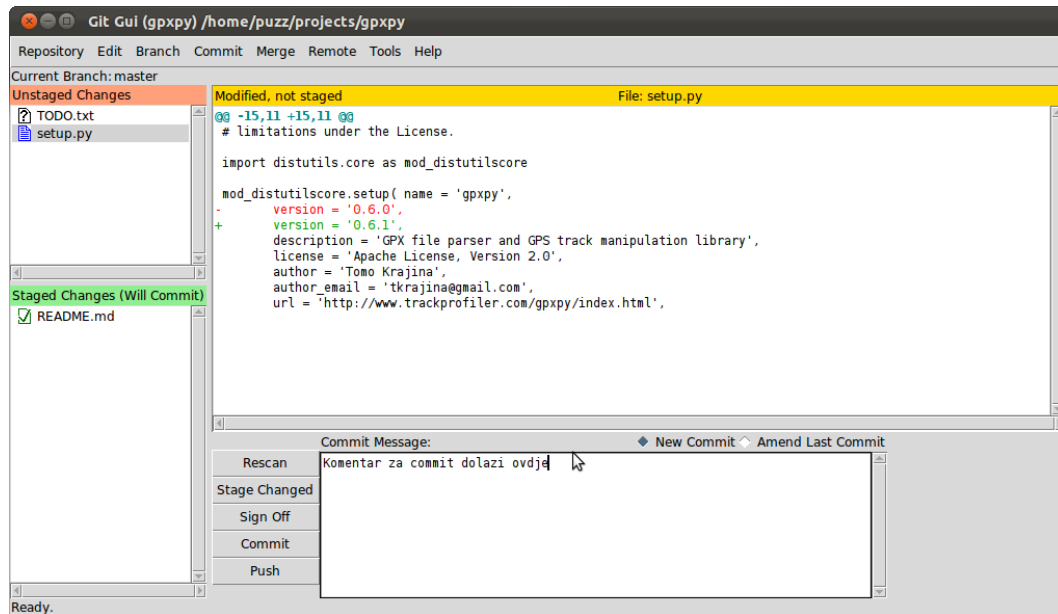 Git Gui (gpxpy) /home/puzz/projects/gpxpy
Repository Edit Branch Commit Merge Remote Tools Help
Current Branch: master
Unstaged Changes
TODO.txt
setup.py
Staged Changes (Will Commit)
README.md
Modified, not staged File: setup.py
@@ -15,11 +15,11 @@
# limitations under the License.
import distutils.core as mod_distutilscore
mod_distutilscore.setup( name = 'gpxpy',
- version = '0.6.0',
+ version = '0.6.1',
description = 'GPX file parser and GPS track manipulation library',
license = 'Apache License, Version 2.0',
author = 'Tomo Krajina',
author_email = 'tkrajina@gmail.com',
url = 'http://www.trackprofiler.com/gpxpy/index.html',
Commit Message: New Commit Amend Last Commit
Rescan
Stage Changed
Sign Off
Commit
Push
Komentar za commit dolazi ovdje
Ready.